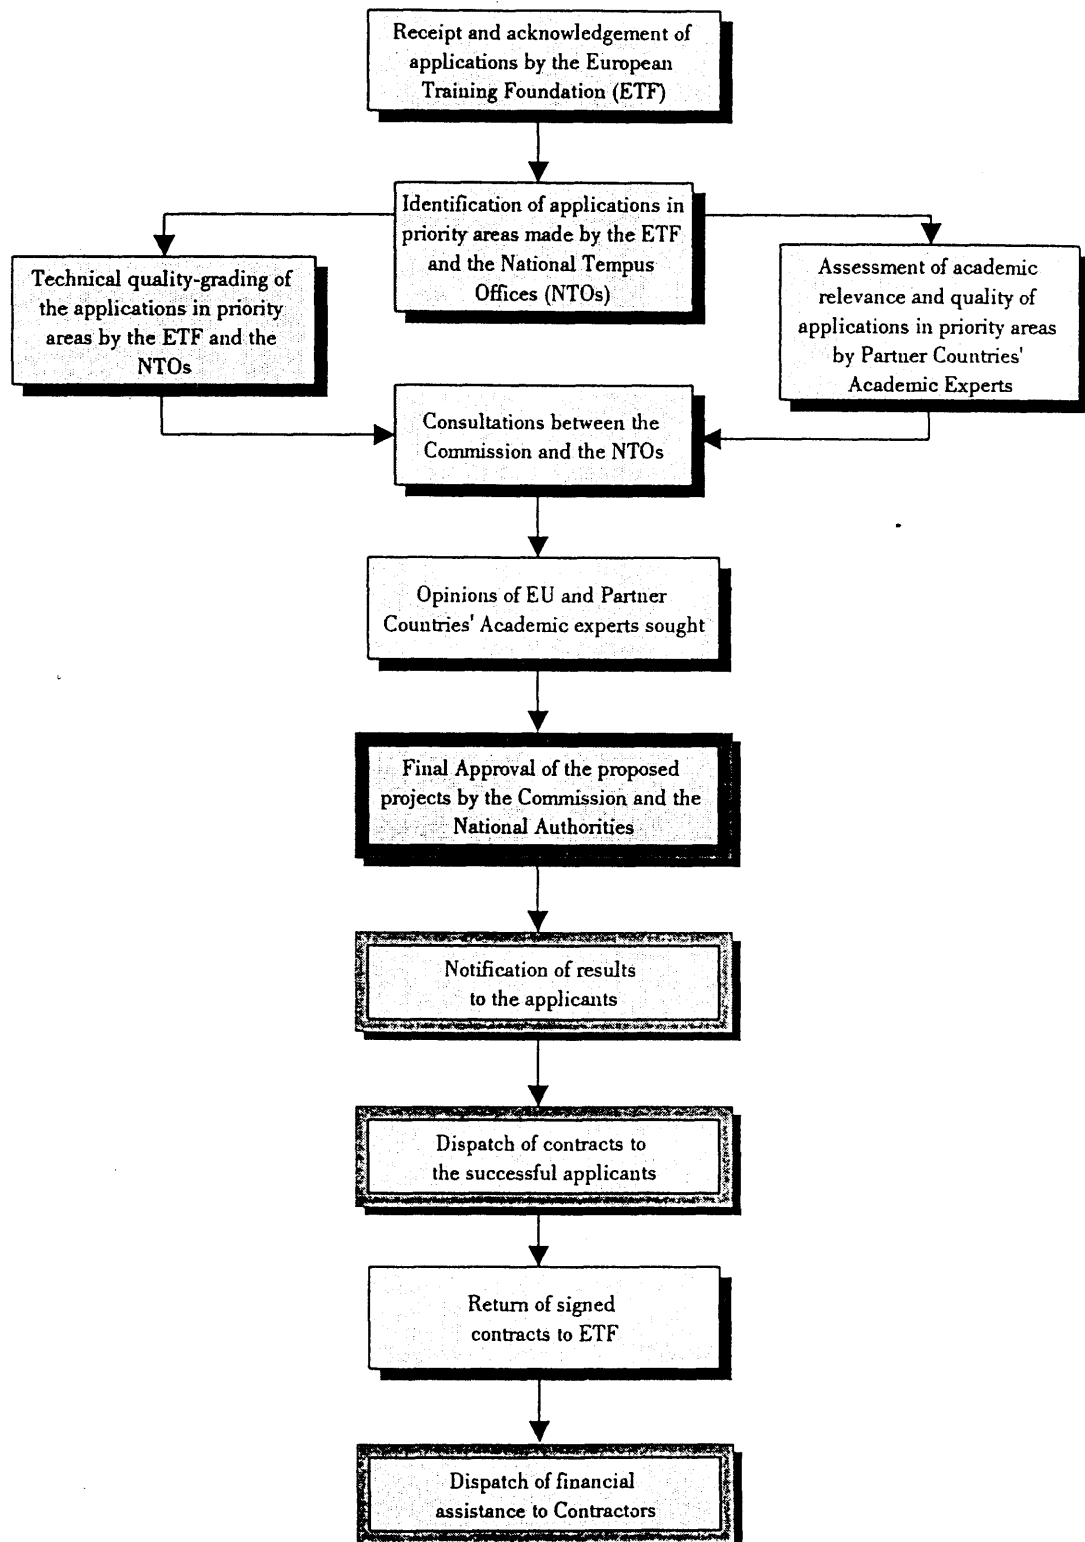 Receipt and acknowledgement of
applications by the European
Training Foundation (ETF)
Identification of applications in
priority areas made by the ETF
and the National Tempus
Offices (NTOs)
Technical quality-grading of
the applications in priority
areas by the ETF and the
NTOs
Assessment of academic
relevance and quality of
applications in priority areas
by Partner Countries'
Academic Experts
Consultations between the
Commission and the NTOs
Opinions of EU and Partner
Countries' Academic experts sought
Final Approval of the proposed
projects by the Commission and the
National Authorities
Notification of results
to the applicants
Dispatch of contracts to
the successful applicants
Return of signed
contracts to ETF
Dispatch of financial
assistance to Contractors